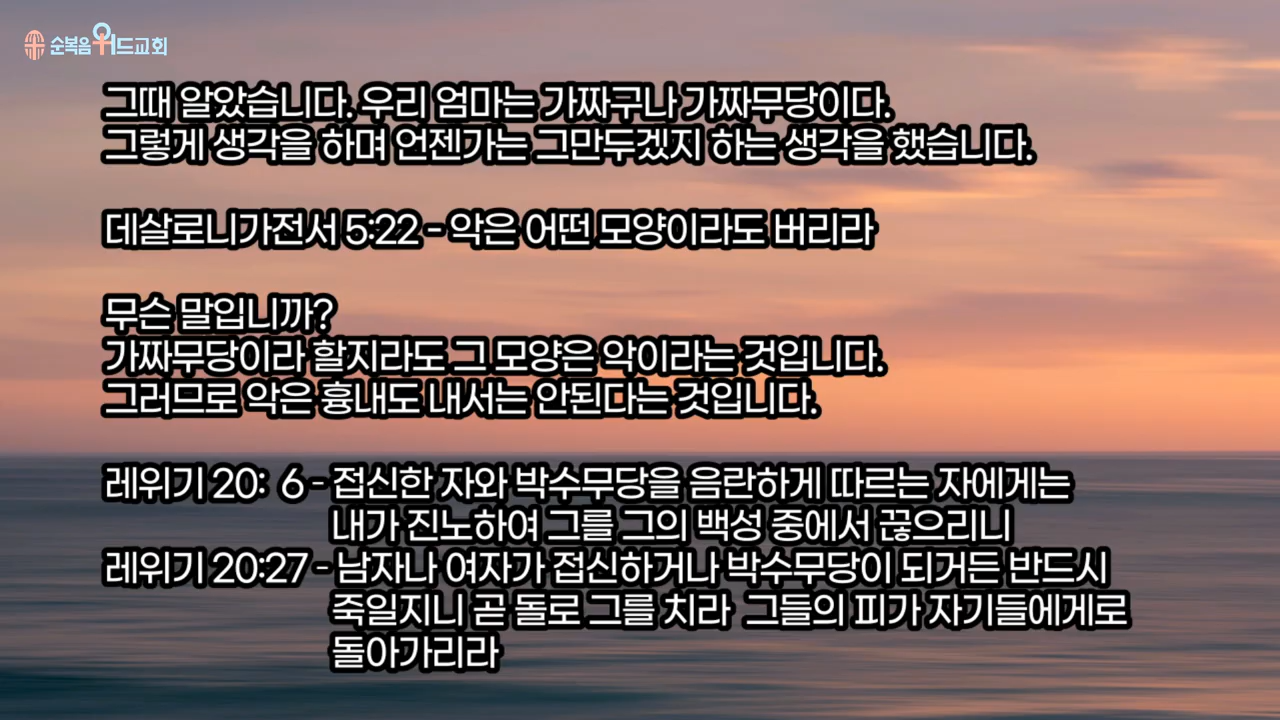 순복음워드교회
그때 알았습니다. 우리 엄마는 가짜구나 가짜무당이다.
그렇게 생각을 하며 언젠가는 그만두겠지 하는 생각을 했습니다.
데살로니가전서 5:22 - 악은 어떤 모양이라도 버리라
무슨 말입니까?
가짜무당이라 할지라도 그 모양은 악이라는 것입니다.
그러므로 악은 흉내도 내서는 안된다는 것입니다.
레위기 20: 6 - 접신한 자와 박수무당을 음란하게 따르는 자에게는
내가 진노하여 그를 그의 백성 중에서 끊으리니
레위기 20:27 - 남자나 여자가 접신하거나 박수무당이 되거든 반드시
죽일지니 곧 돌로 그를 치라 그들의 피가 자기들에게로
돌아가리라